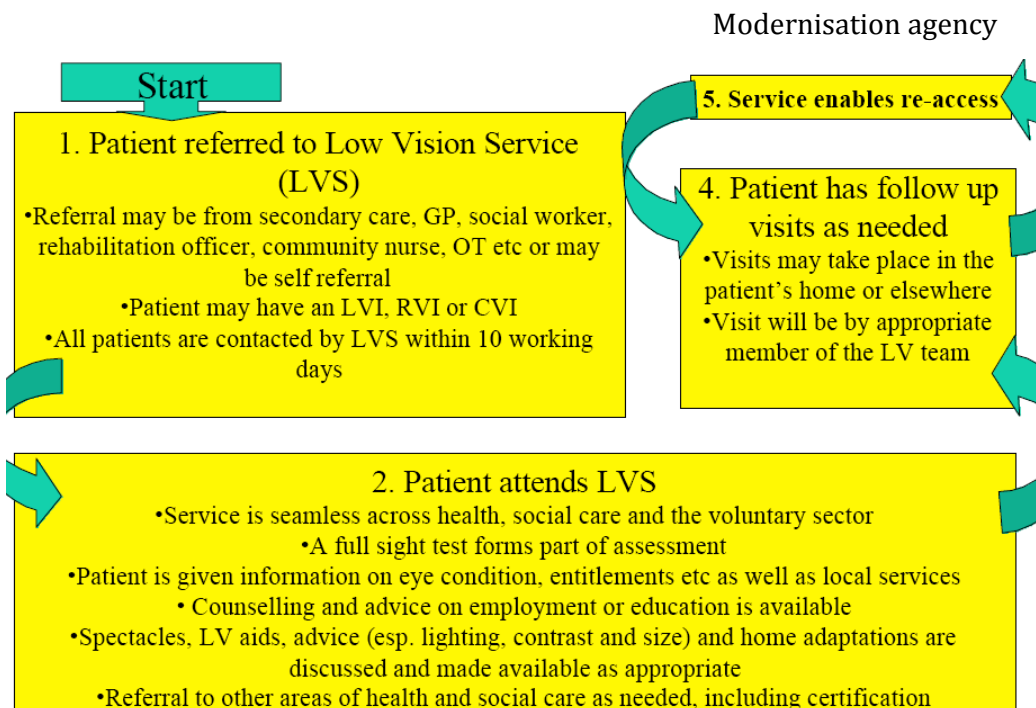 Modernisation agency
Start
1. Patient referred to Low Vision Service
(LVS)
•Referral may be from secondary care, GP, social worker,
rehabilitation officer, community nurse, OT etc or may
be self referral
•Patient may have an LVI, RVI or CVI
•All patients are contacted by LVS within 10 working
days
5. Service enables re-access
4. Patient has follow up
visits as needed
•Visits may take place in the
patient’s home or elsewhere
•Visit will be by appropriate
member of the LV team
2. Patient attends LVS
•Service is seamless across health, social care and the voluntary sector
•A full sight test forms part of assessment
•Patient is given information on eye condition, entitlements etc as well as local services
• Counselling and advice on employment or education is available
•Spectacles, LV aids, advice (esp. lighting, contrast and size) and home adaptations are
discussed and made available as appropriate
•Referral to other areas of health and social care as needed, including certification